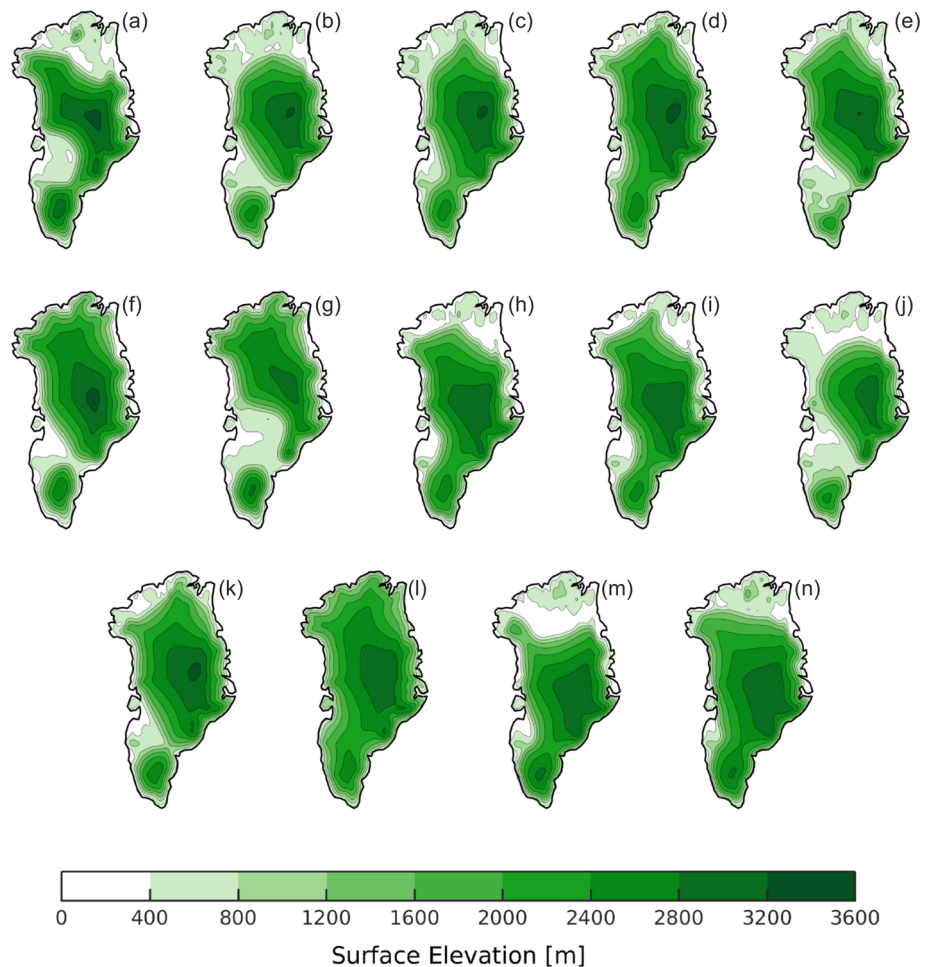 (a) (b) (c) (d) (e)
(f) (g) (h) (i) (j)
(k) (l) (m) (n)
0 400 800 1200 1600 2000 2400 2800 3200 3600
Surface Elevation [m]